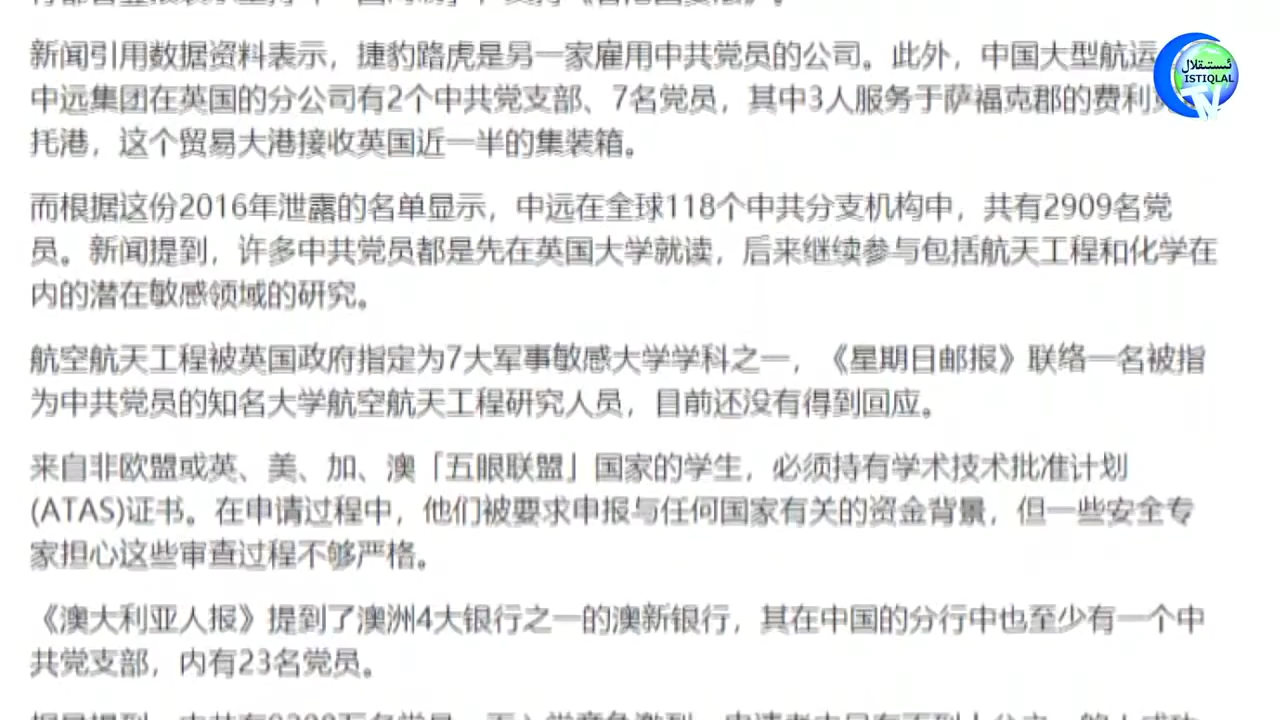 新闻引用数据资料表示，捷豹路虎是另一家雇用中共党员的公司。此外，中国大型航运
中远集团在英国的分公司有2个中共党支部、7名党员，其中3人服务于萨福克郡的费利
托港，这个贸易大港接收英国近一半的集装箱。
而根据这份2016年泄露的名单显示，中远在全球118个中共分支机构中，共有2909名党
员。新闻提到，许多中共党员都是先在英国大学就读，后来继续参与包括航天工程和化学在
内的潜在敏感领域的研究。
航空航天工程被英国政府指定为7大军事敏感大学学科之一，《星期日邮报》联络一名被指
为中共党员的知名大学航空航天工程研究人员，目前还没有得到回应。
来自非欧盟或英、美、加、澳「五眼联盟」国家的学生，必须持有学术技术批准计划
(ATAS)证书。在申请过程中，他们被要求申报与任何国家有关的资金背景，但一些安全专
家担心这些审查过程不够严格。
《澳大利亚人报》提到了澳洲4大银行之一的澳新银行，其在中国的分行中也至少有一个中
共党支部，内有23名党员。
ئىستىقلال
ISTIQLAL
TV